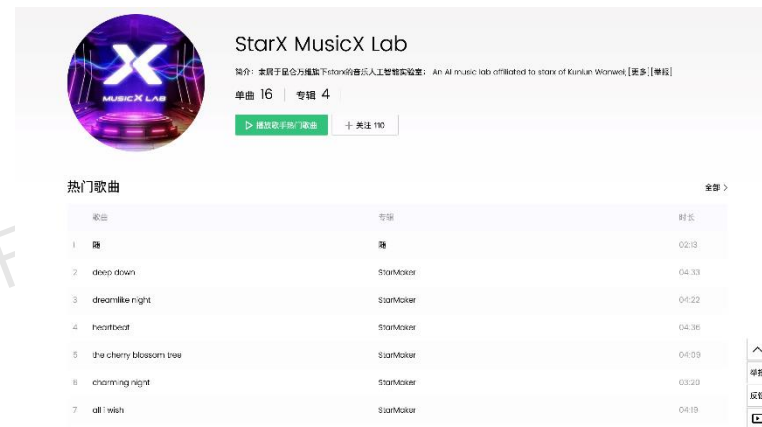 MUSICX LAB
StarX MusicX Lab
简介：隶属于昆仑万维旗下starx的音乐人工智能实验室； An AI music lab affiliated to starx of Kunlun Wanwei; [更多] [举报]
单曲 16 专辑 4
播放歌手热门歌曲 关注 110
热门歌曲 全部
歌曲 专辑 时长
1 随 随 02:13
2 deep down StarMaker 04:33
3 dreamlike night StarMaker 04:22
4 heartbeat StarMaker 04:36
5 the cherry blossom tree StarMaker 04:09
6 charming night StarMaker 03:20
举报
7 all i wish StarMaker 04:19